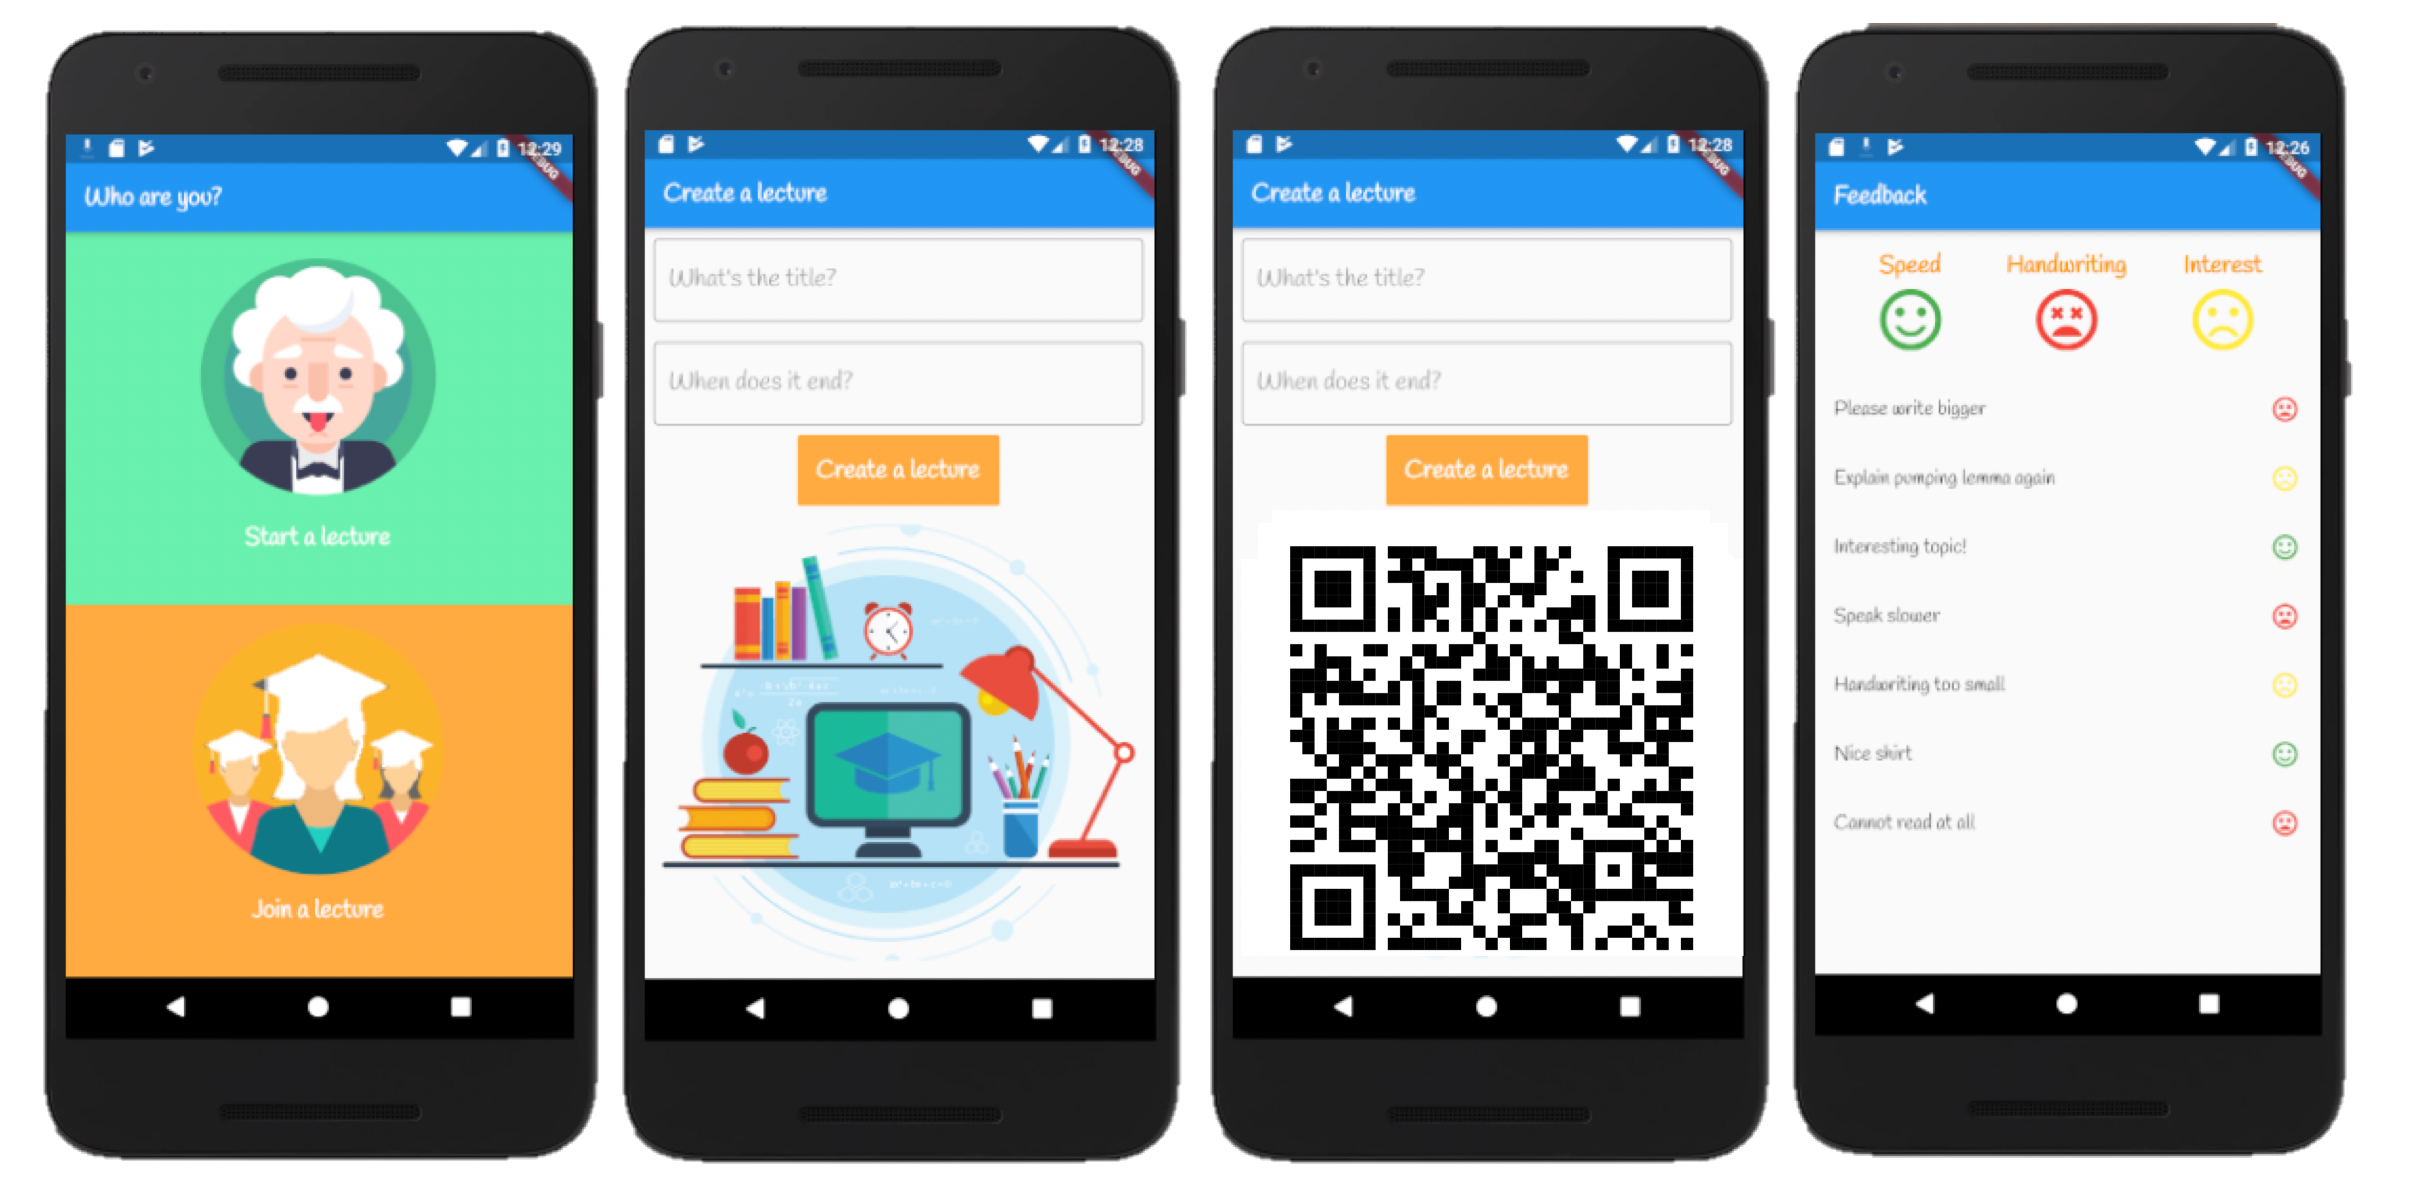 12:29
DEBUG
Who are you?
Start a lecture
Join a lecture
12:28
DEBUG
Create a lecture
What's the title?
When does it end?
Create a lecture
12:28
DEBUG
Create a lecture
What's the title?
When does it end?
Create a lecture
12:26
DEBUG
Feedback
Speed Handwriting Interest
Please write bigger
Explain pumping lemma again
Interesting topic!
Speak slower
Handwriting too small
Nice shirt
Cannot read at all